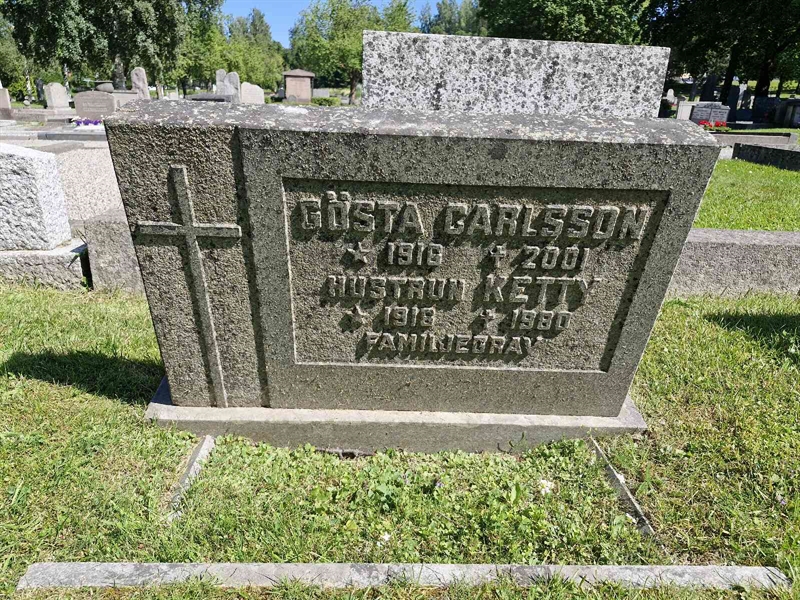 GÖSTA CARLSSON
★ 1918 ✝ 2001
HUSTRUN KETTY
★ 1918 ✝ 1980
FAMILJEGRAV